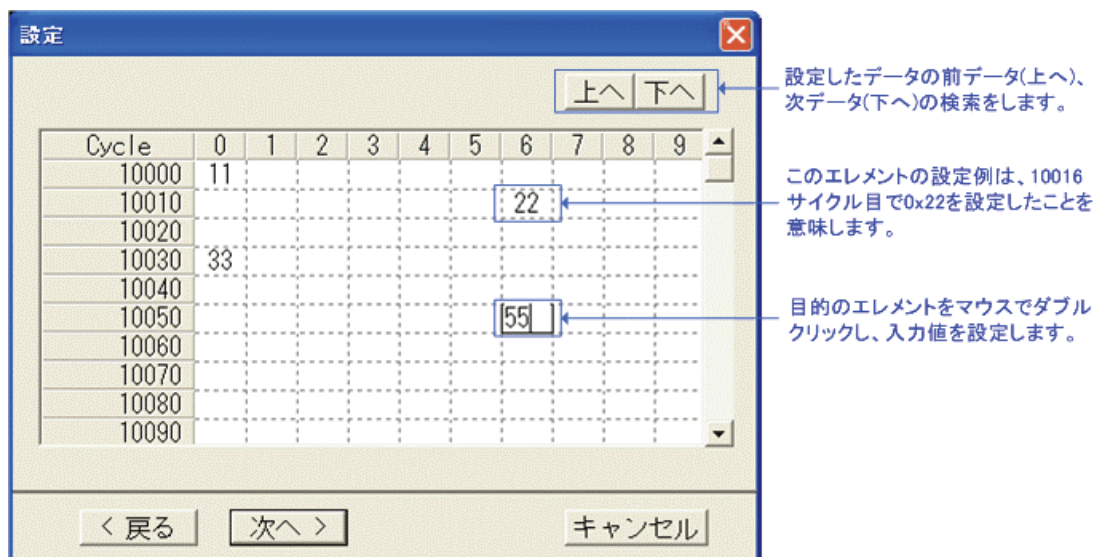 設定
上へ 下へ
設定したデータの前データ(上へ)、
次データ(下へ)の検索をします。
Cycle 0 1 2 3 4 5 6 7 8 9
10000 11
10010 22
10020
10030 33
10040
10050 55
10060
10070
10080
10090
このエレメントの設定例は、10016
サイクル目で0x22を設定したことを
意味します。
目的のエレメントをマウスでダブル
クリックし、入力値を設定します。
< 戻る 次へ > キャンセル